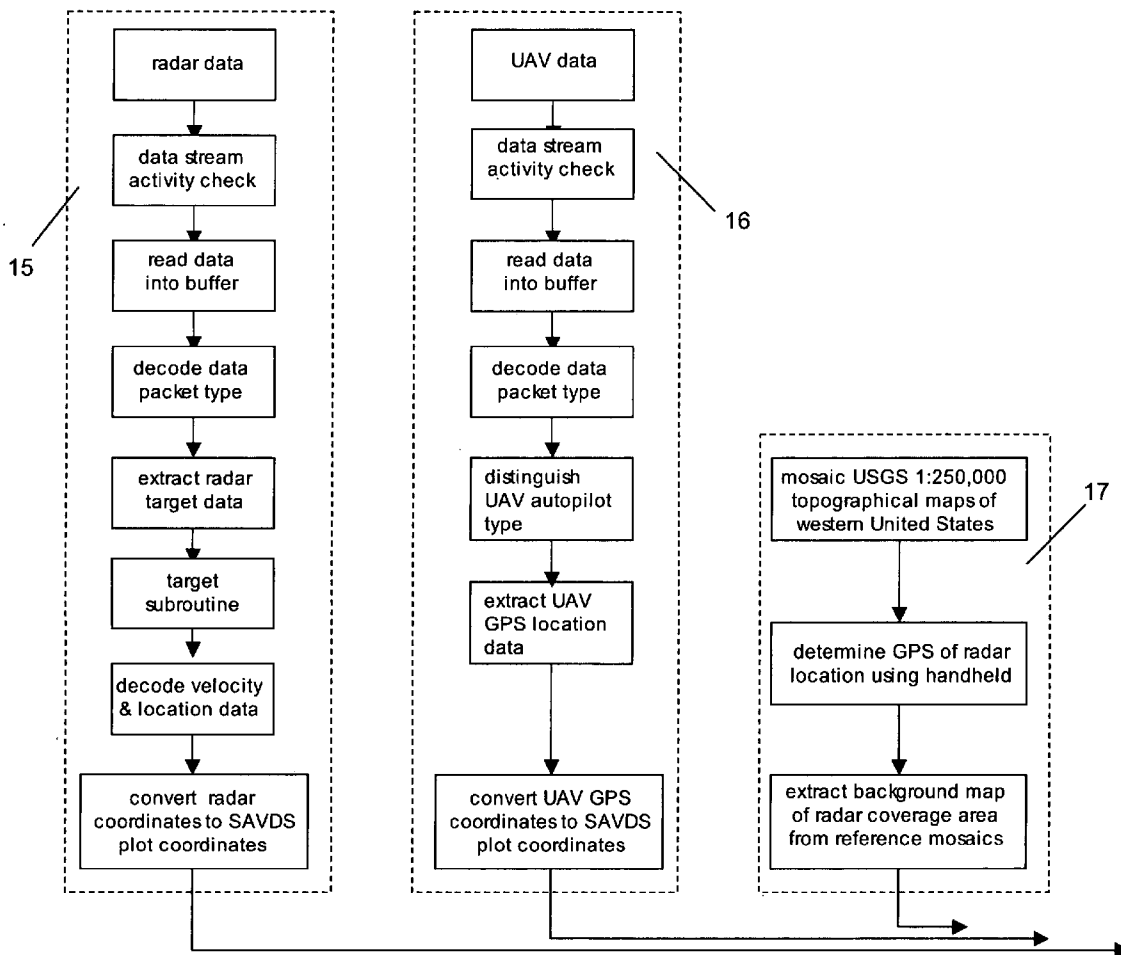 radar data
data stream
activity check
read data
into buffer
decode data
packet type
extract radar
target data
target
subroutine
decode velocity
& location data
convert radar
coordinates to SAVDS
plot coordinates
15
UAV data
data stream
activity check
read data
into buffer
decode data
packet type
distinguish
UAV autopilot
type
extract UAV
GPS location
data
convert UAV GPS
coordinates to SAVDS
plot coordinates
16
mosaic USGS 1:250,000
topographical maps of
western United States
determine GPS of radar
location using handheld
extract background map
of radar coverage area
from reference mosaics
17